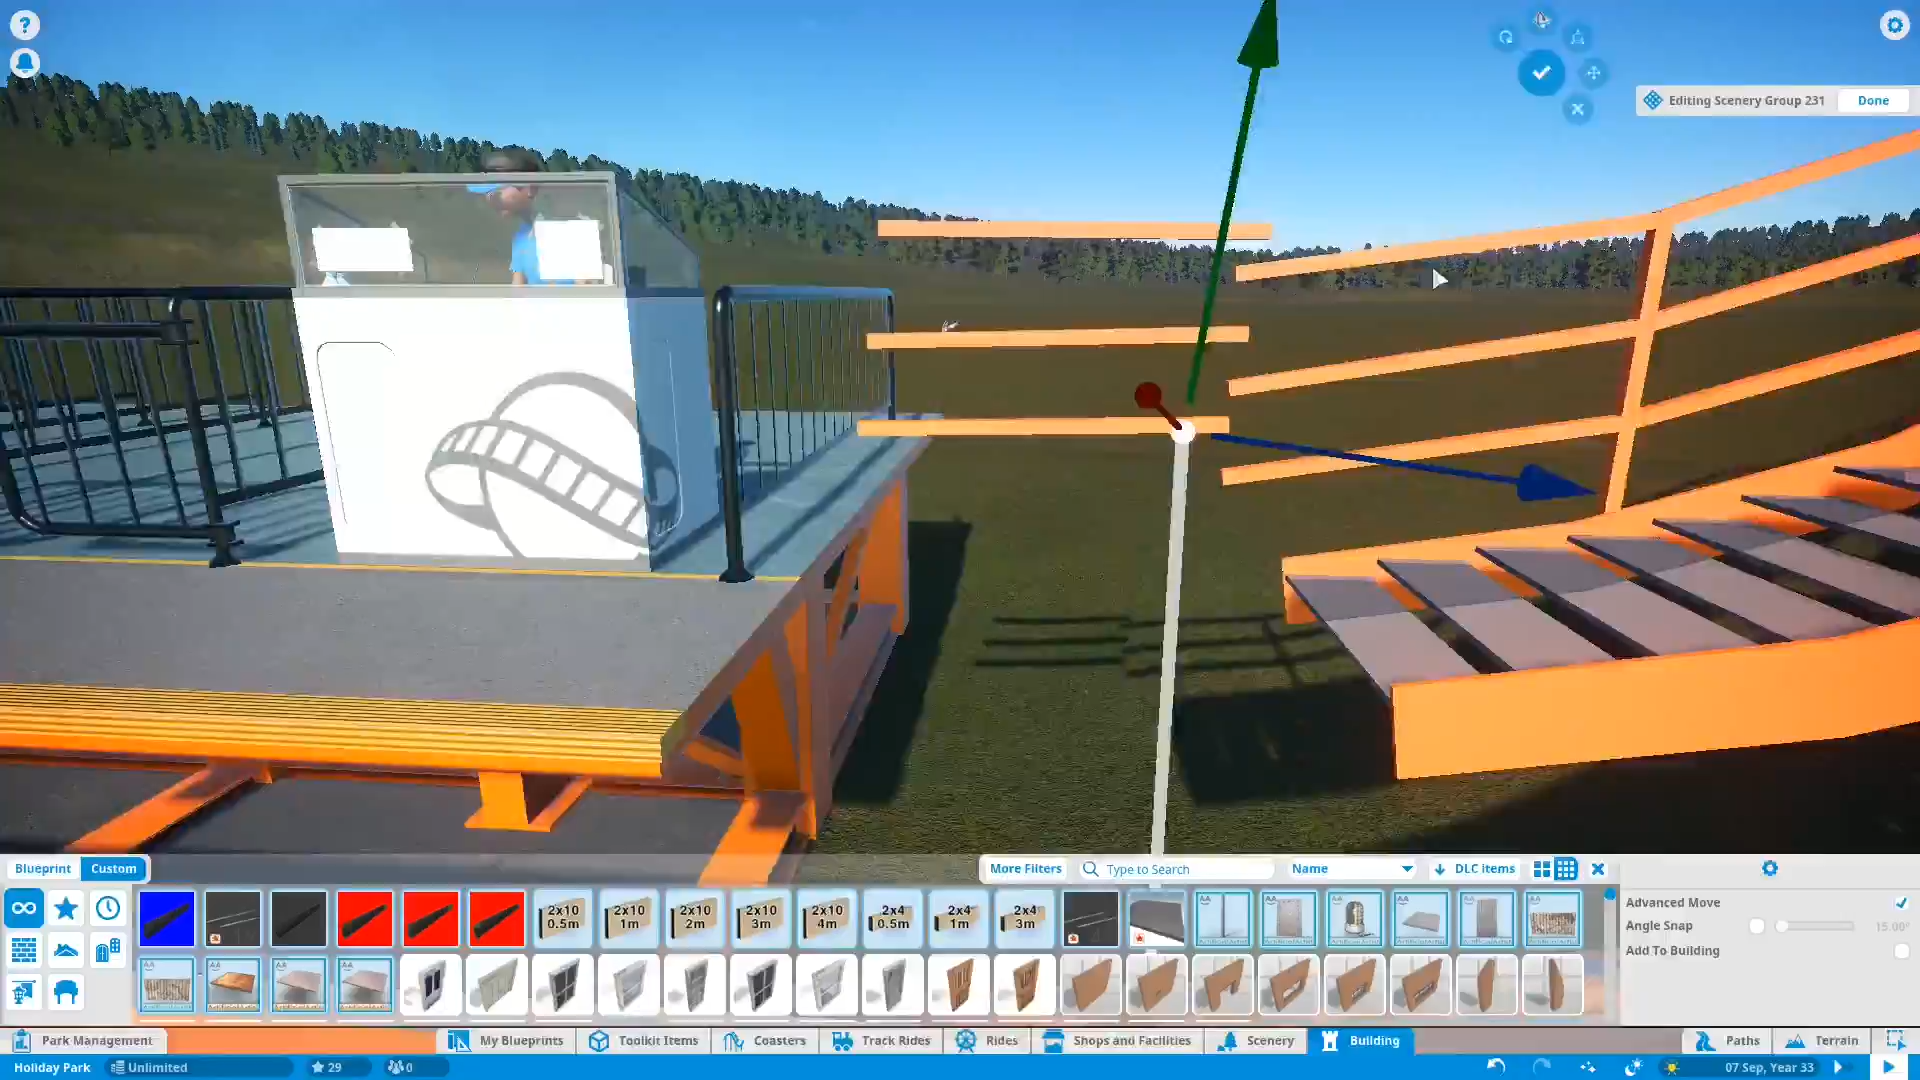 ?
Editing Scenery Group 231 Done
Blueprint Custom
More Filters Type to Search Name DLC items
2x10 0.5m 2x10 1m 2x10 2m 2x10 3m 2x10 4m 2x4 0.5m 2x4 1m 2x4 3m
Advanced Move
Angle Snap 15.00°
Add To Building
Park Management My Blueprints Toolkit Items Coasters Track Rides Rides Shops and Facilities Scenery Building Paths Terrain
Holiday Park Unlimited 29 0 07 Sep, Year 33